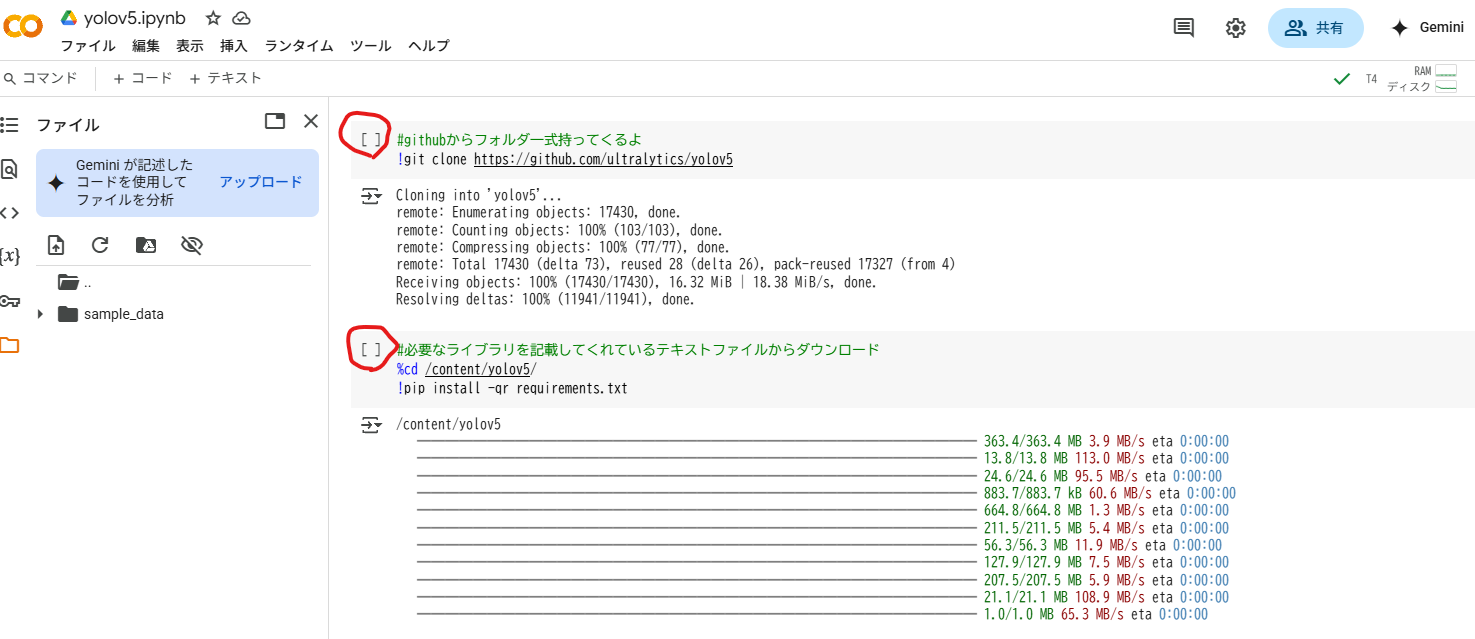 yolov5.ipynb
ファイル 編集 表示 挿入 ランタイム ツール ヘルプ
共有
Gemini
コマンド + コード + テキスト
T4
RAM
ディスク
ファイル
Gemini が記述した
コードを使用して
ファイルを分析
アップロード
{x}
..
sample_data
[ ] #githubからフォルダ一式持ってくるよ
!git clone https://github.com/ultralytics/yolov5
Cloning into 'yolov5'...
remote: Enumerating objects: 17430, done.
remote: Counting objects: 100% (103/103), done.
remote: Compressing objects: 100% (77/77), done.
remote: Total 17430 (delta 73), reused 28 (delta 26), pack-reused 17327 (from 4)
Receiving objects: 100% (17430/17430), 16.32 MiB | 18.38 MiB/s, done.
Resolving deltas: 100% (11941/11941), done.
[ ] #必要なライブラリを記載してくれているテキストファイルからダウンロード
%cd /content/yolov5/
!pip install -qr requirements.txt
/content/yolov5
363.4/363.4 MB 3.9 MB/s eta 0:00:00
13.8/13.8 MB 113.0 MB/s eta 0:00:00
24.6/24.6 MB 95.5 MB/s eta 0:00:00
883.7/883.7 kB 60.6 MB/s eta 0:00:00
664.8/664.8 MB 1.3 MB/s eta 0:00:00
211.5/211.5 MB 5.4 MB/s eta 0:00:00
56.3/56.3 MB 11.9 MB/s eta 0:00:00
127.9/127.9 MB 7.5 MB/s eta 0:00:00
207.5/207.5 MB 5.9 MB/s eta 0:00:00
21.1/21.1 MB 108.9 MB/s eta 0:00:00
1.0/1.0 MB 65.3 MB/s eta 0:00:00